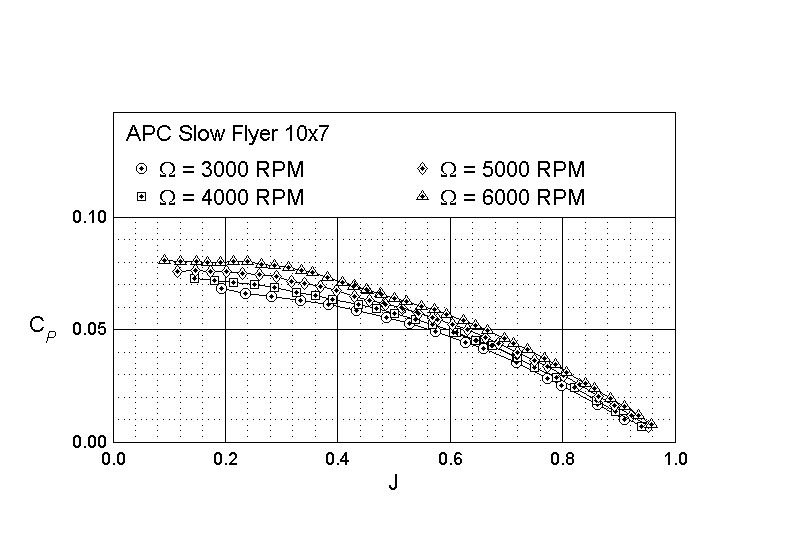 APC Slow Flyer 10x7
Ω = 3000 RPM Ω = 5000 RPM
Ω = 4000 RPM Ω = 6000 RPM
0.10
0.05
0.00
CP
0.0 0.2 0.4 0.6 0.8 1.0
J